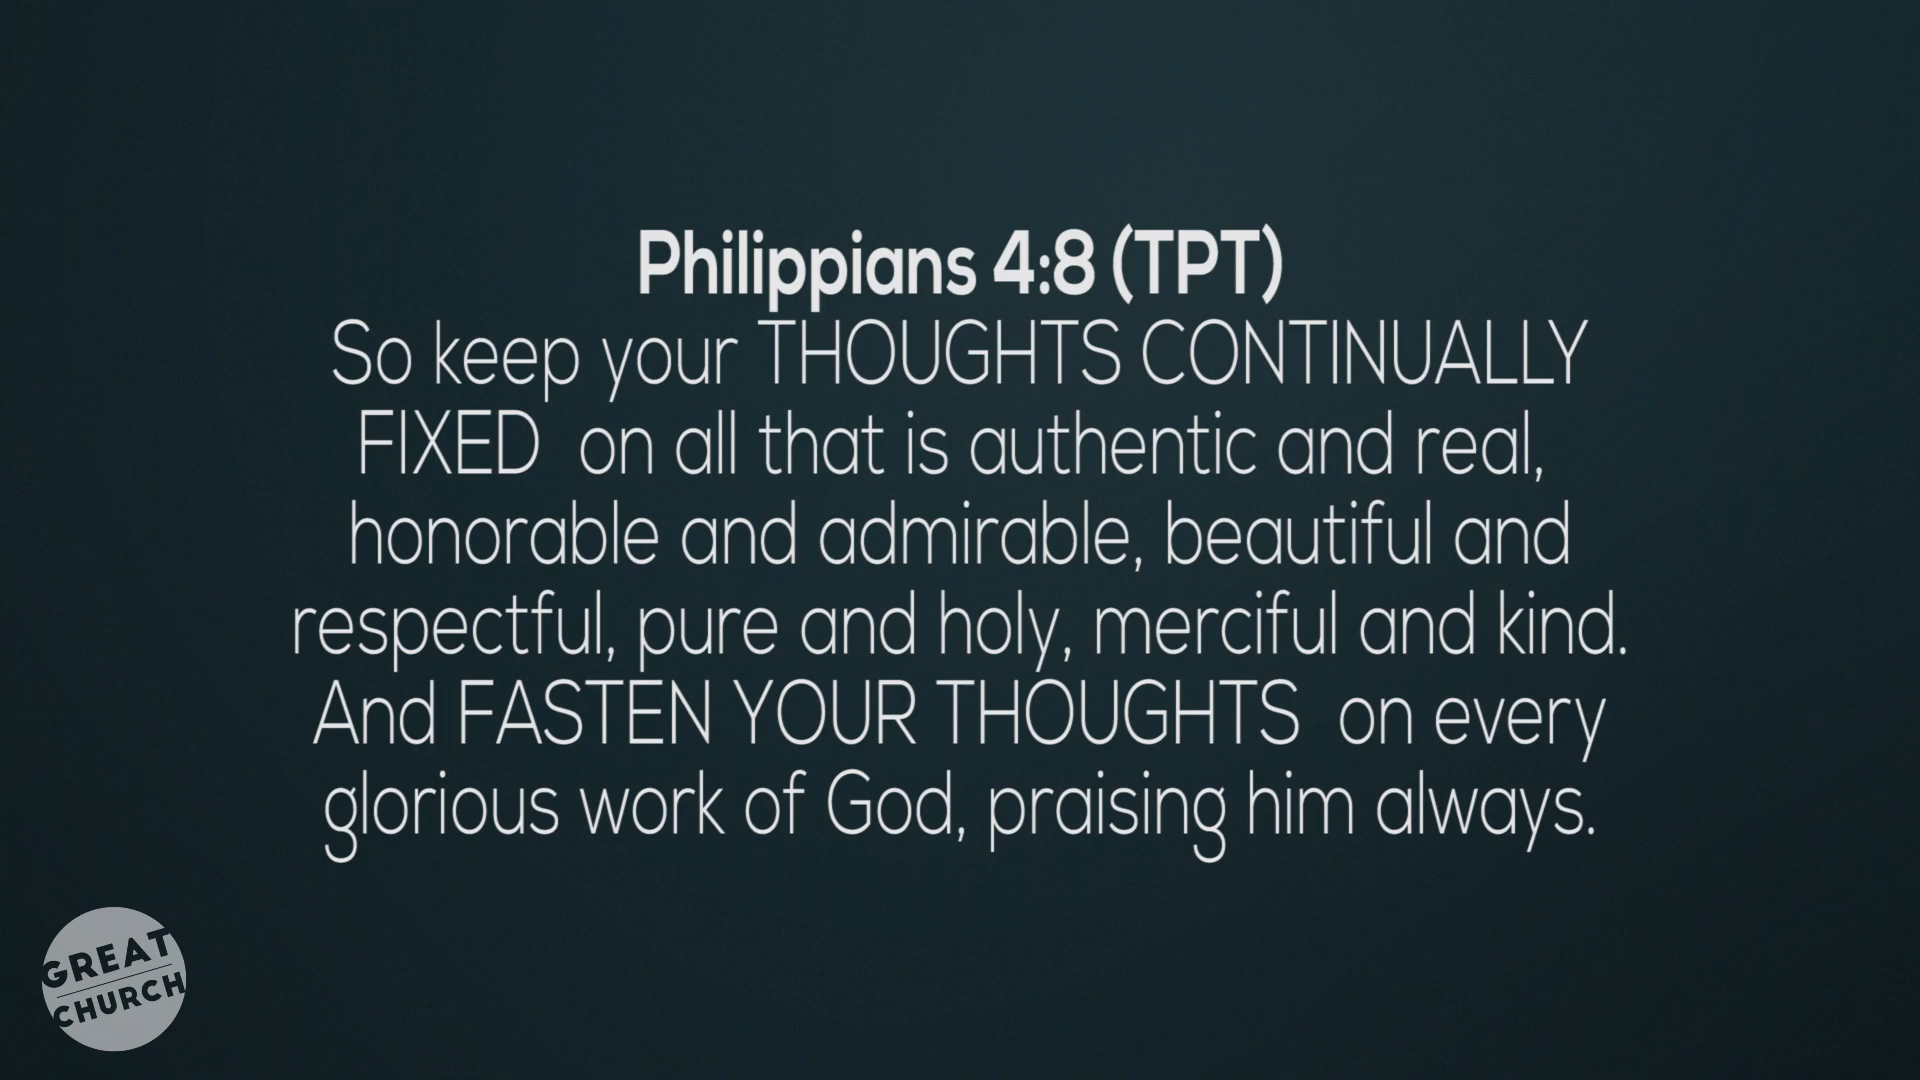 Philippians 4:8 (TPT)
So keep your THOUGHTS CONTINUALLY
FIXED  on all that is authentic and real,
honorable and admirable, beautiful and
respectful, pure and holy, merciful and kind.
And FASTEN YOUR THOUGHTS  on every
glorious work of God, praising him always.
GREAT
CHURCH